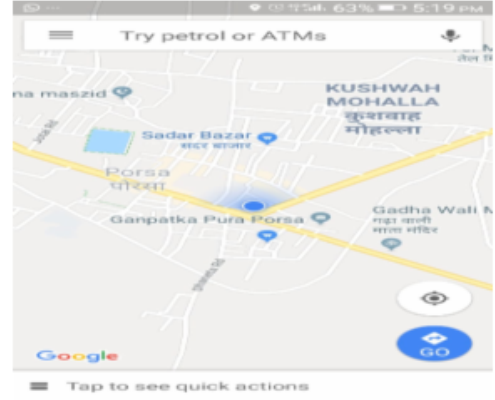 63% 5:19 PM
Try petrol or ATMs
तेल मि
na maszid
KUSHWAH
MOHALLA
कुशवाह
मोहल्ला
Sadar Bazar
सदर बाजार
Porsa
पोरसा
Ganpatka Pura Porsa
Gadha Wali M
गढ़ा वाली
माता मंदिर
GO
Google
Tap to see quick actions